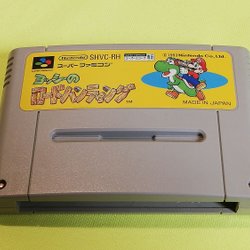 Nintendo SHVC-RH
スーパーファミコン
ヨッシーの
ロードハンティング
TM
©1993 Nintendo Co., Ltd.
MADE IN JAPAN